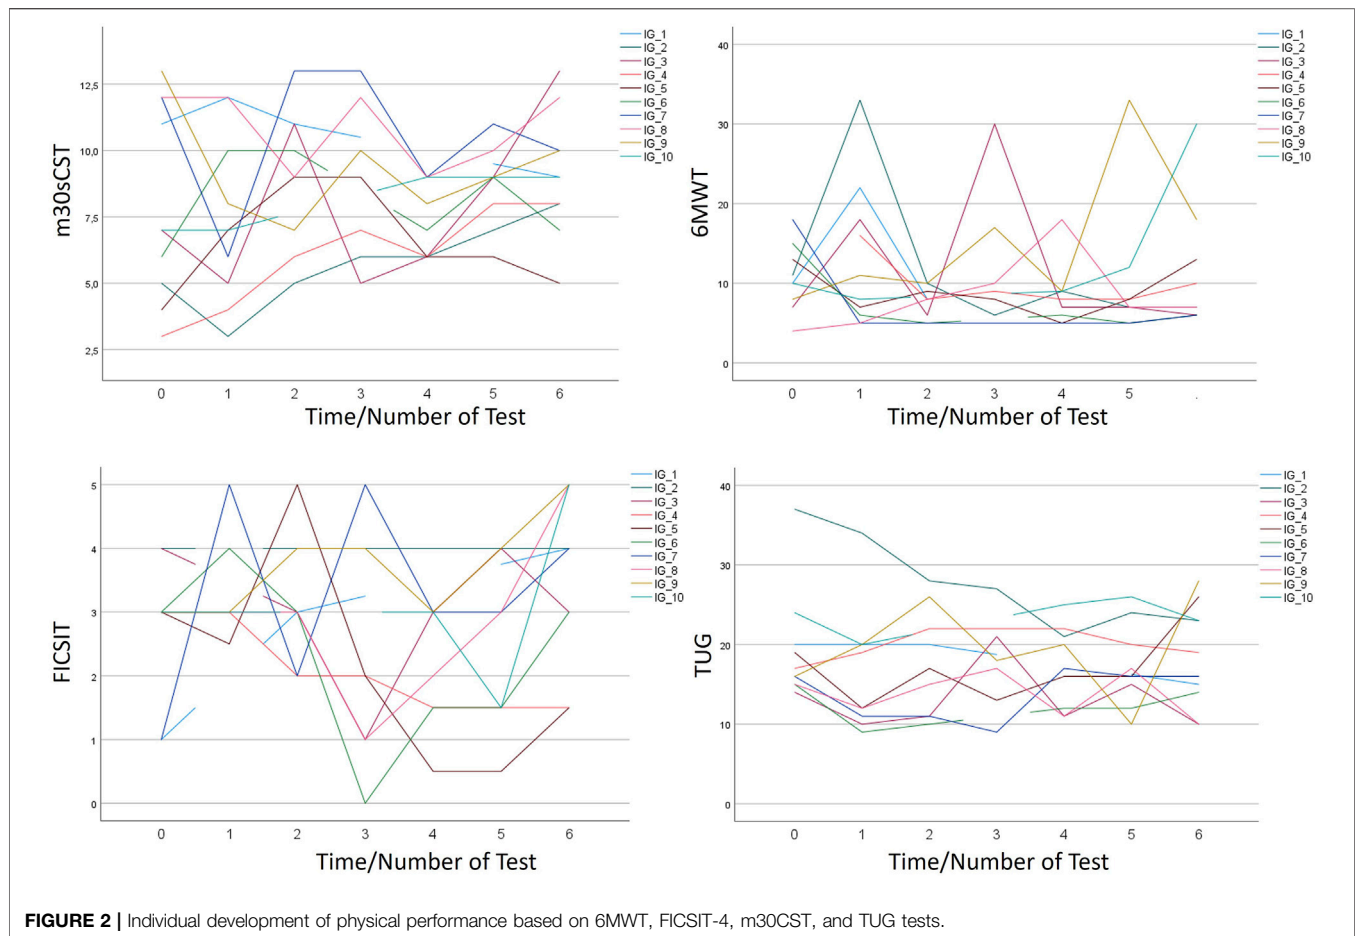 m30sCST
12,5
10,0
7,5
5,0
2,5
0 1 2 3 4 5 6
Time/Number of Test
IG_1
IG_2
IG_3
IG_4
IG_5
IG_6
IG_7
IG_8
IG_9
IG_10
6MWT
40
30
20
10
0
0 1 2 3 4 5 .
Time/Number of Test
IG_1
IG_2
IG_3
IG_4
IG_5
IG_6
IG_7
IG_8
IG_9
IG_10
FICSIT
5
4
3
2
1
0
0 1 2 3 4 5 6
Time/Number of Test
IG_1
IG_2
IG_3
IG_4
IG_5
IG_6
IG_7
IG_8
IG_9
IG_10
TUG
40
30
20
10
0
0 1 2 3 4 5 6
Time/Number of Test
IG_1
IG_2
IG_3
IG_4
IG_5
IG_6
IG_7
IG_8
IG_9
IG_10
FIGURE 2 | Individual development of physical performance based on 6MWT, FICSIT-4, m30CST, and TUG tests.